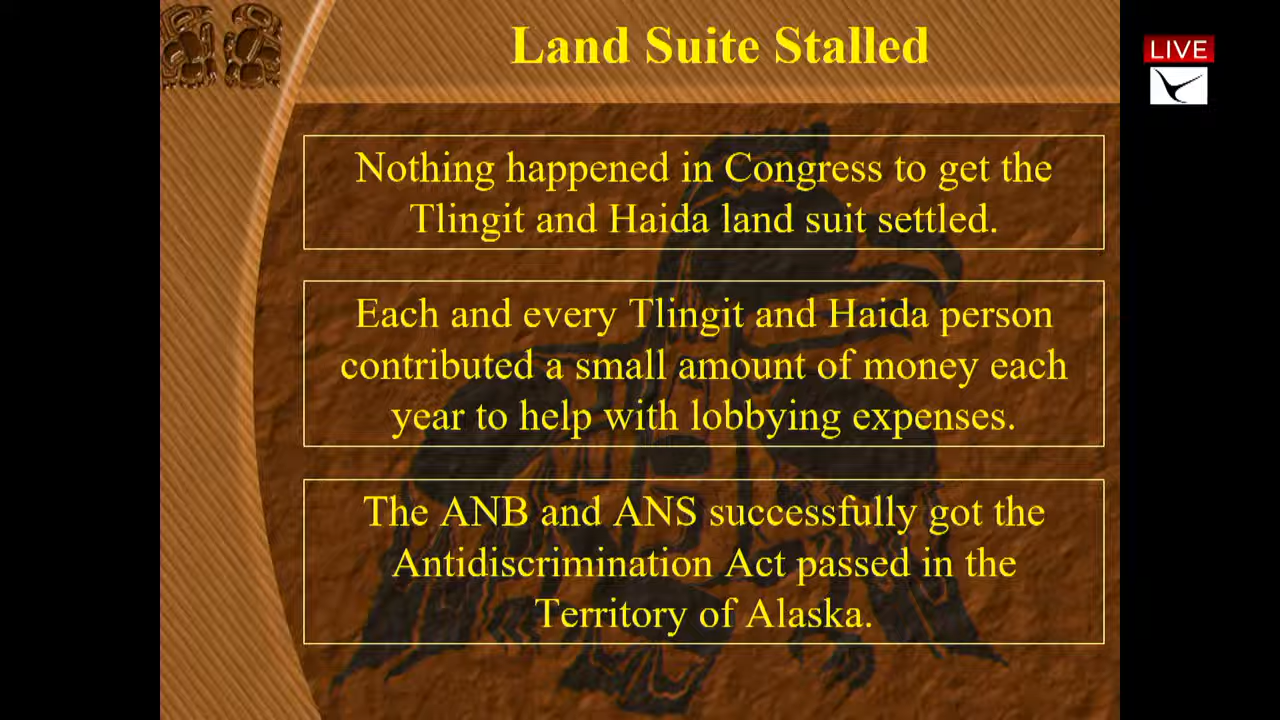 Land Suite Stalled
LIVE
Nothing happened in Congress to get the
Tlingit and Haida land suit settled.
Each and every Tlingit and Haida person
contributed a small amount of money each
year to help with lobbying expenses.
The ANB and ANS successfully got the
Antidiscrimination Act passed in the
Territory of Alaska.